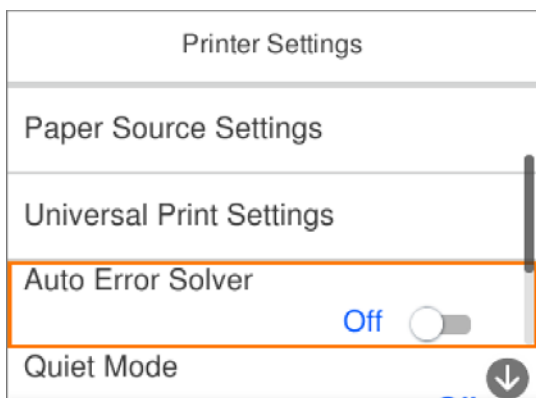 Printer Settings
Paper Source Settings
Universal Print Settings
Auto Error Solver
Off
Quiet Mode